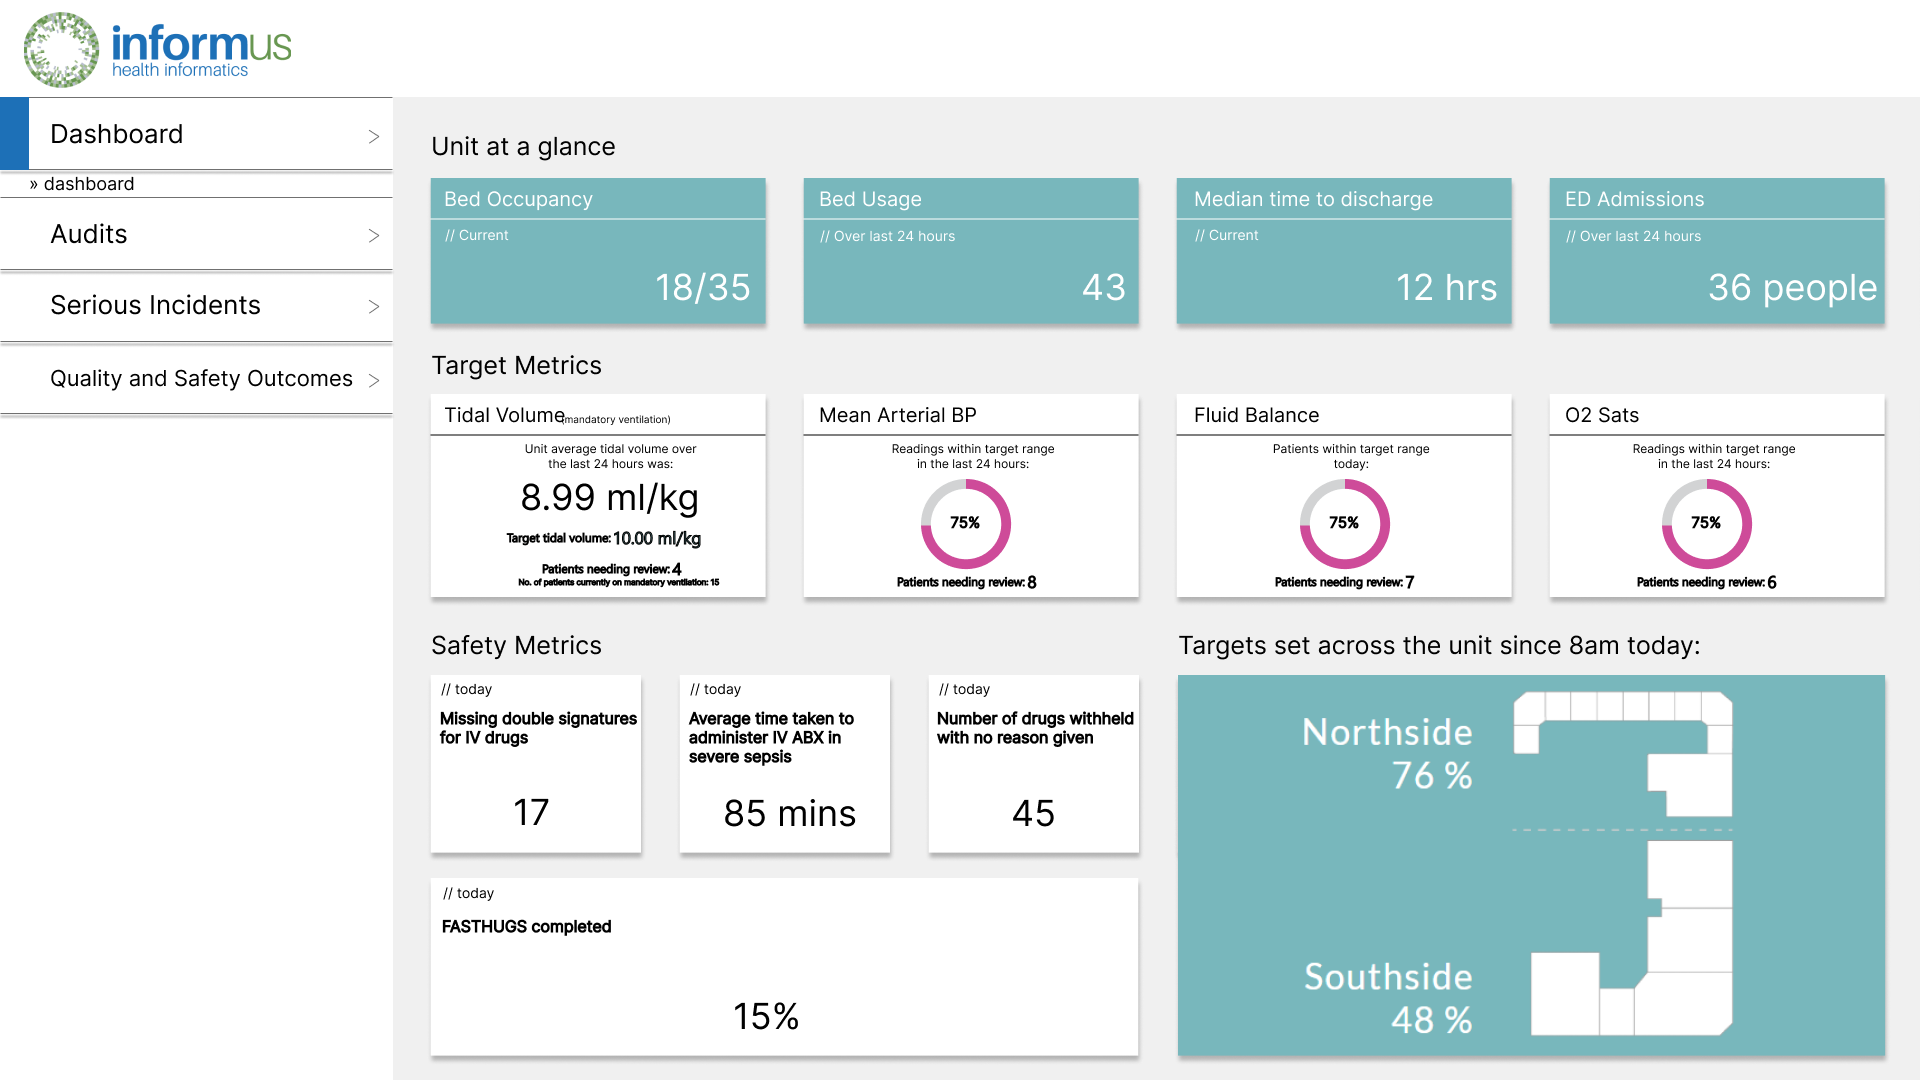 informus
health informatics
Dashboard
» dashboard
Audits
Serious Incidents
Quality and Safety Outcomes
Unit at a glance
Bed Occupancy
// Current
18/35
Bed Usage
// Over last 24 hours
43
Median time to discharge
// Current
12 hrs
ED Admissions
// Over last 24 hours
36 people
Target Metrics
Tidal Volume (mandatory ventilation)
Unit average tidal volume over
the last 24 hours was:
8.99 ml/kg
Target tidal volume: 10.00 ml/kg
Patients needing review: 4
No. of patients currently on mandatory ventilation: 15
Mean Arterial BP
Readings within target range
in the last 24 hours:
75%
Patients needing review: 8
Fluid Balance
Patients within target range
today:
75%
Patients needing review: 7
O2 Sats
Readings within target range
in the last 24 hours:
75%
Patients needing review: 6
Safety Metrics
// today
Missing double signatures
for IV drugs
17
// today
Average time taken to
administer IV ABX in
severe sepsis
85 mins
// today
Number of drugs withheld
with no reason given
45
// today
FASTHUGS completed
15%
Targets set across the unit since 8am today:
Northside
76 %
Southside
48 %